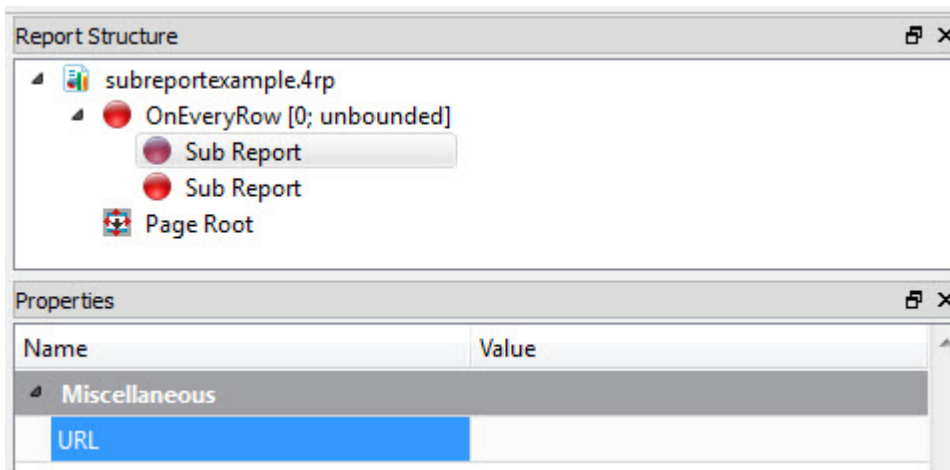 Report Structure
subreportexample.4rp
OnEveryRow [0; unbounded]
Sub Report
Sub Report
Page Root
Properties
Name Value
Miscellaneous
URL